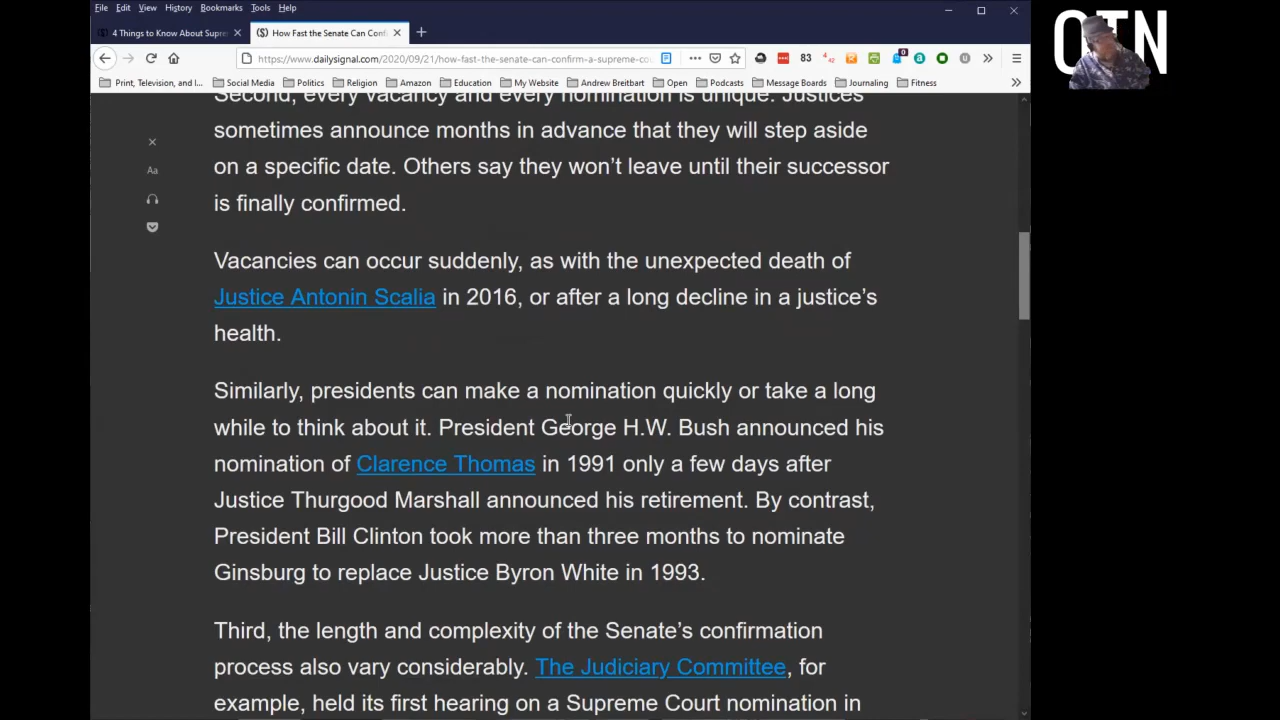 File Edit View History Bookmarks Tools Help
4 Things to Know About Supre
How Fast the Senate Can Conf
https://www.dailysignal.com/2020/09/21/how-fast-the-senate-can-confirm-a-supreme-co
83
42
0
Print, Television, and I... Social Media Politics Religion Amazon Education My Website Andrew Breitbart Open Podcasts Message Boards Journaling Fitness
OTN
Second, every vacancy and every nomination is unique. Justices
sometimes announce months in advance that they will step aside
on a specific date. Others say they won’t leave until their successor
is finally confirmed.
Aa
Vacancies can occur suddenly, as with the unexpected death of
Justice Antonin Scalia in 2016, or after a long decline in a justice’s
health.
Similarly, presidents can make a nomination quickly or take a long
while to think about it. President George H.W. Bush announced his
nomination of Clarence Thomas in 1991 only a few days after
Justice Thurgood Marshall announced his retirement. By contrast,
President Bill Clinton took more than three months to nominate
Ginsburg to replace Justice Byron White in 1993.
Third, the length and complexity of the Senate’s confirmation
process also vary considerably. The Judiciary Committee, for
example, held its first hearing on a Supreme Court nomination in